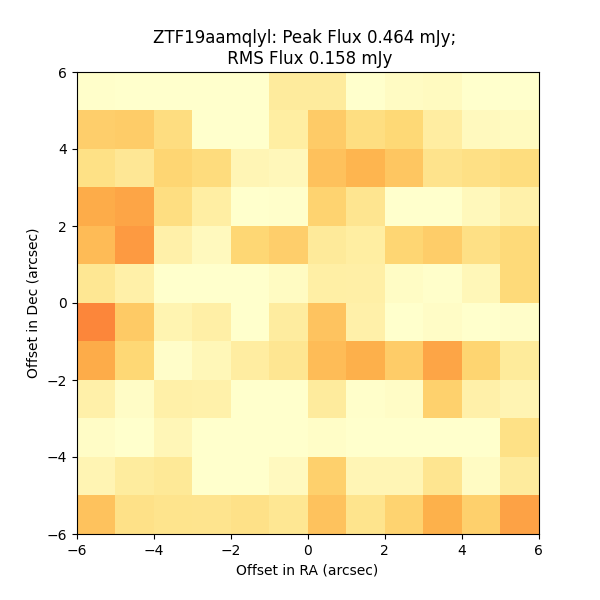 ZTF19aamqlyl: Peak Flux 0.464 mJy;
RMS Flux 0.158 mJy
6
4
2
0
−2
−4
−6
Offset in Dec (arcsec)
−6 −4 −2 0 2 4 6
Offset in RA (arcsec)